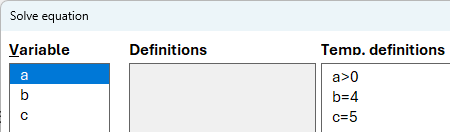 Solve equation
Variable Definitions Temp. definitions
a a>0
b b=4
c c=5